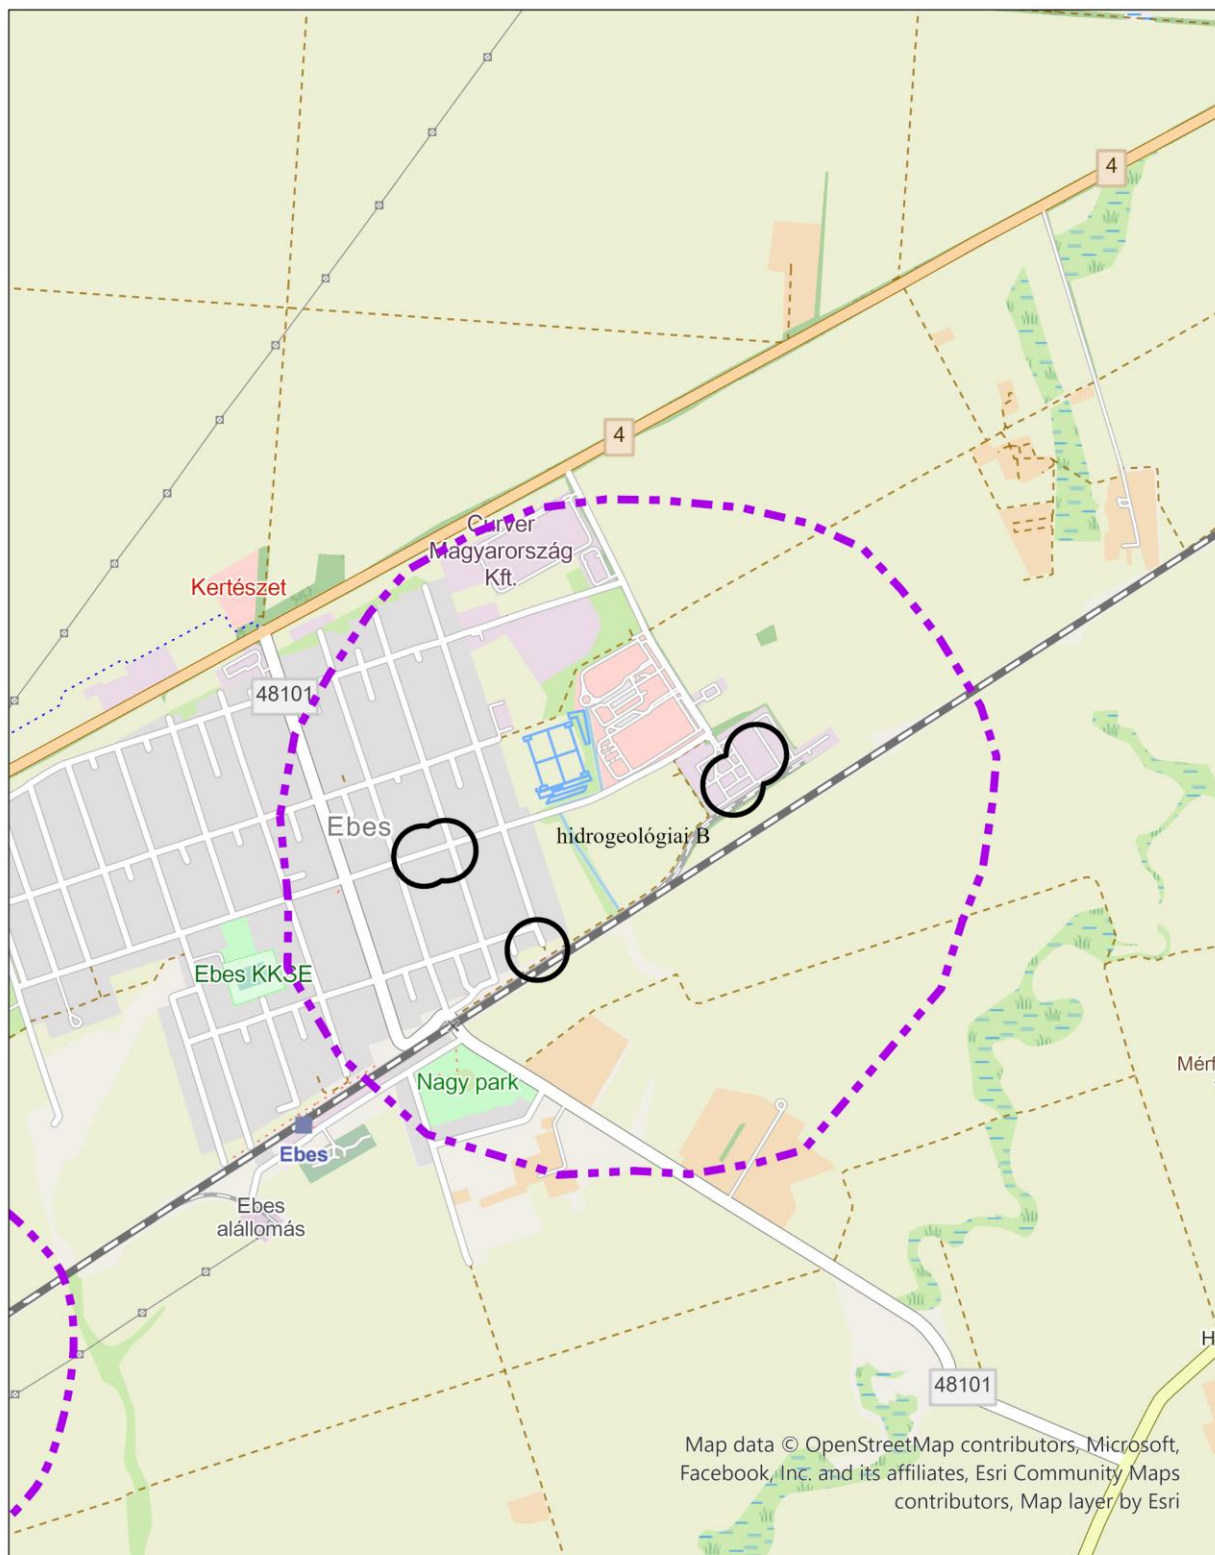 4
4
Curver
Magyarország
Kft.
Kertészet
48101
Ebes
hidrogeológiai B
Ebes KKSE
Nagy park
Ebes
Ebes
alállomás
Mérf
H
48101
Map data © OpenStreetMap contributors, Microsoft,
Facebook, Inc. and its affiliates, Esri Community Maps
contributors, Map layer by Esri